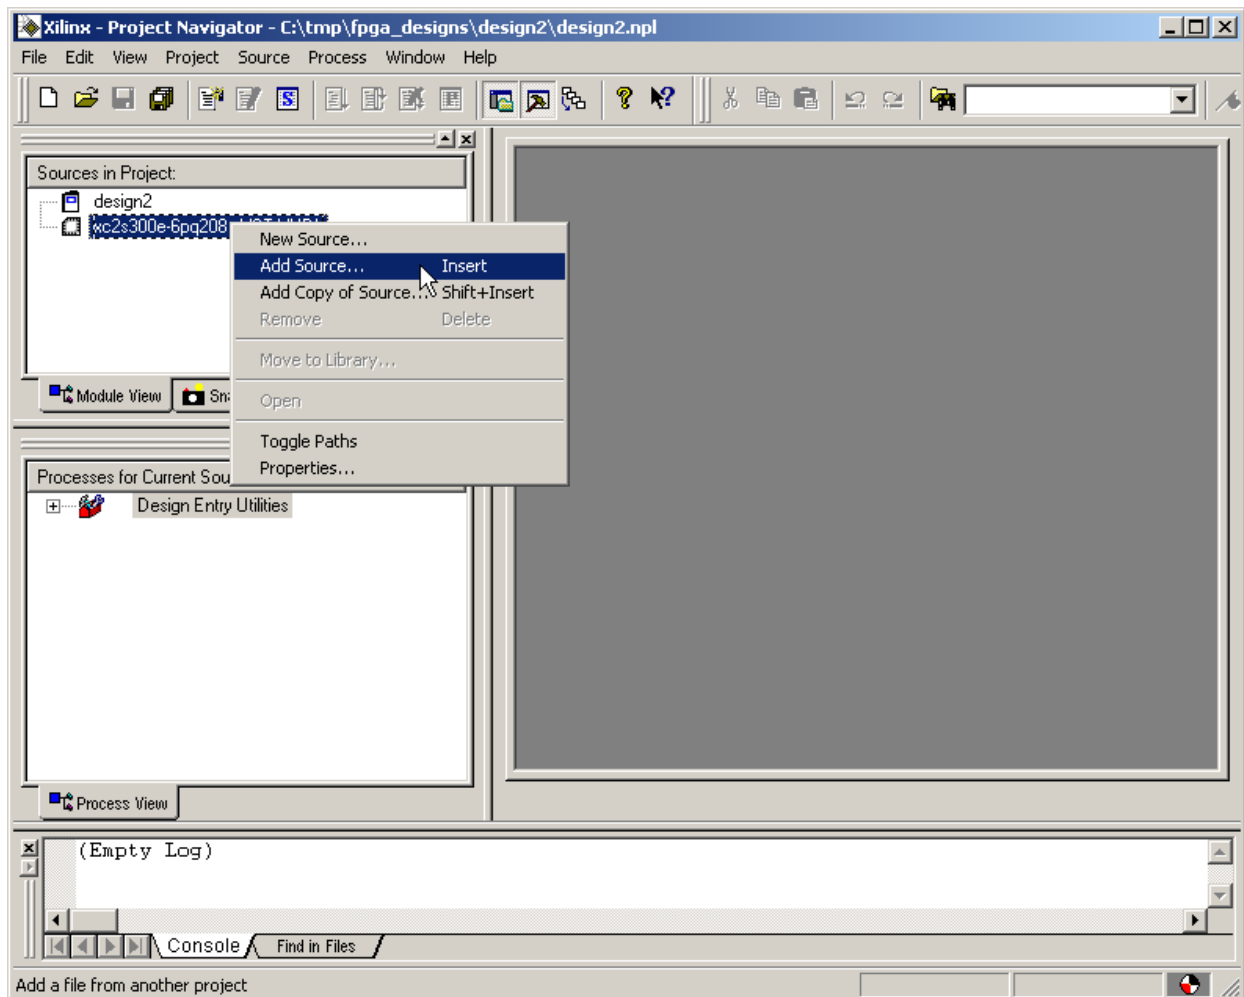 Xilinx - Project Navigator - C:\tmp\fpga_designs\design2\design2.npl
File Edit View Project Source Process Window Help
Sources in Project:
design2
xc2s300e-6pq208
New Source...
Add Source... Insert
Add Copy of Source... Shift+Insert
Remove Delete
Move to Library...
Open
Toggle Paths
Properties...
Module View
Processes for Current
Design Entry Utilities
Process View
(Empty Log)
Console Find in Files
Add a file from another project